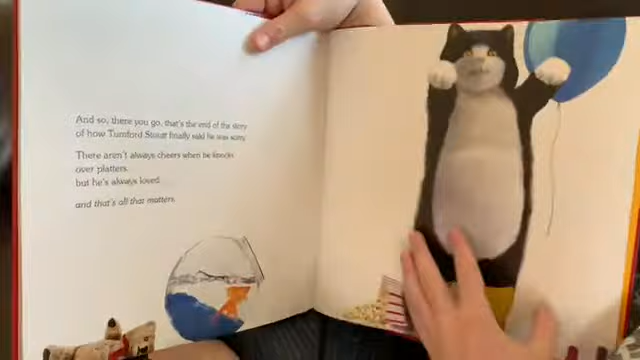 And so, there you go, that's the end of the story
of how Tumford Stoutt finally said he was sorry.
There aren't always cheers when he knocks
over platters,
but he's always loved...
and that's all that matters.